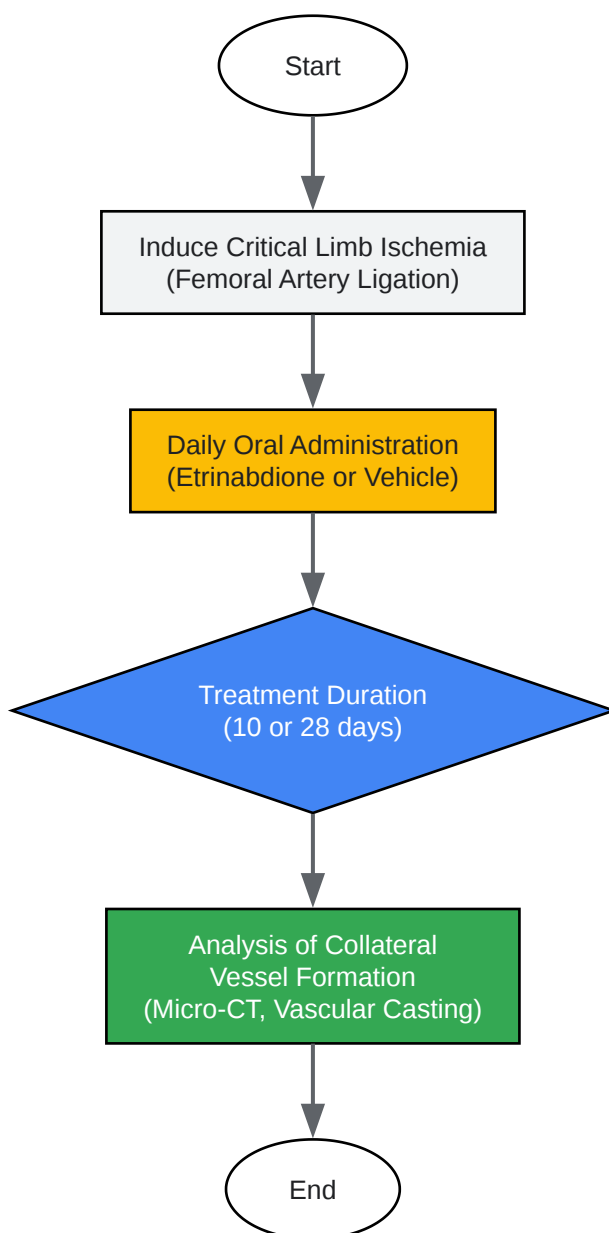 Start
Induce Critical Limb Ischemia
(Femoral Artery Ligation)
Daily Oral Administration
(Etrinabdione or Vehicle)
Treatment Duration
(10 or 28 days)
Analysis of Collateral
Vessel Formation
(Micro-CT, Vascular Casting)
End